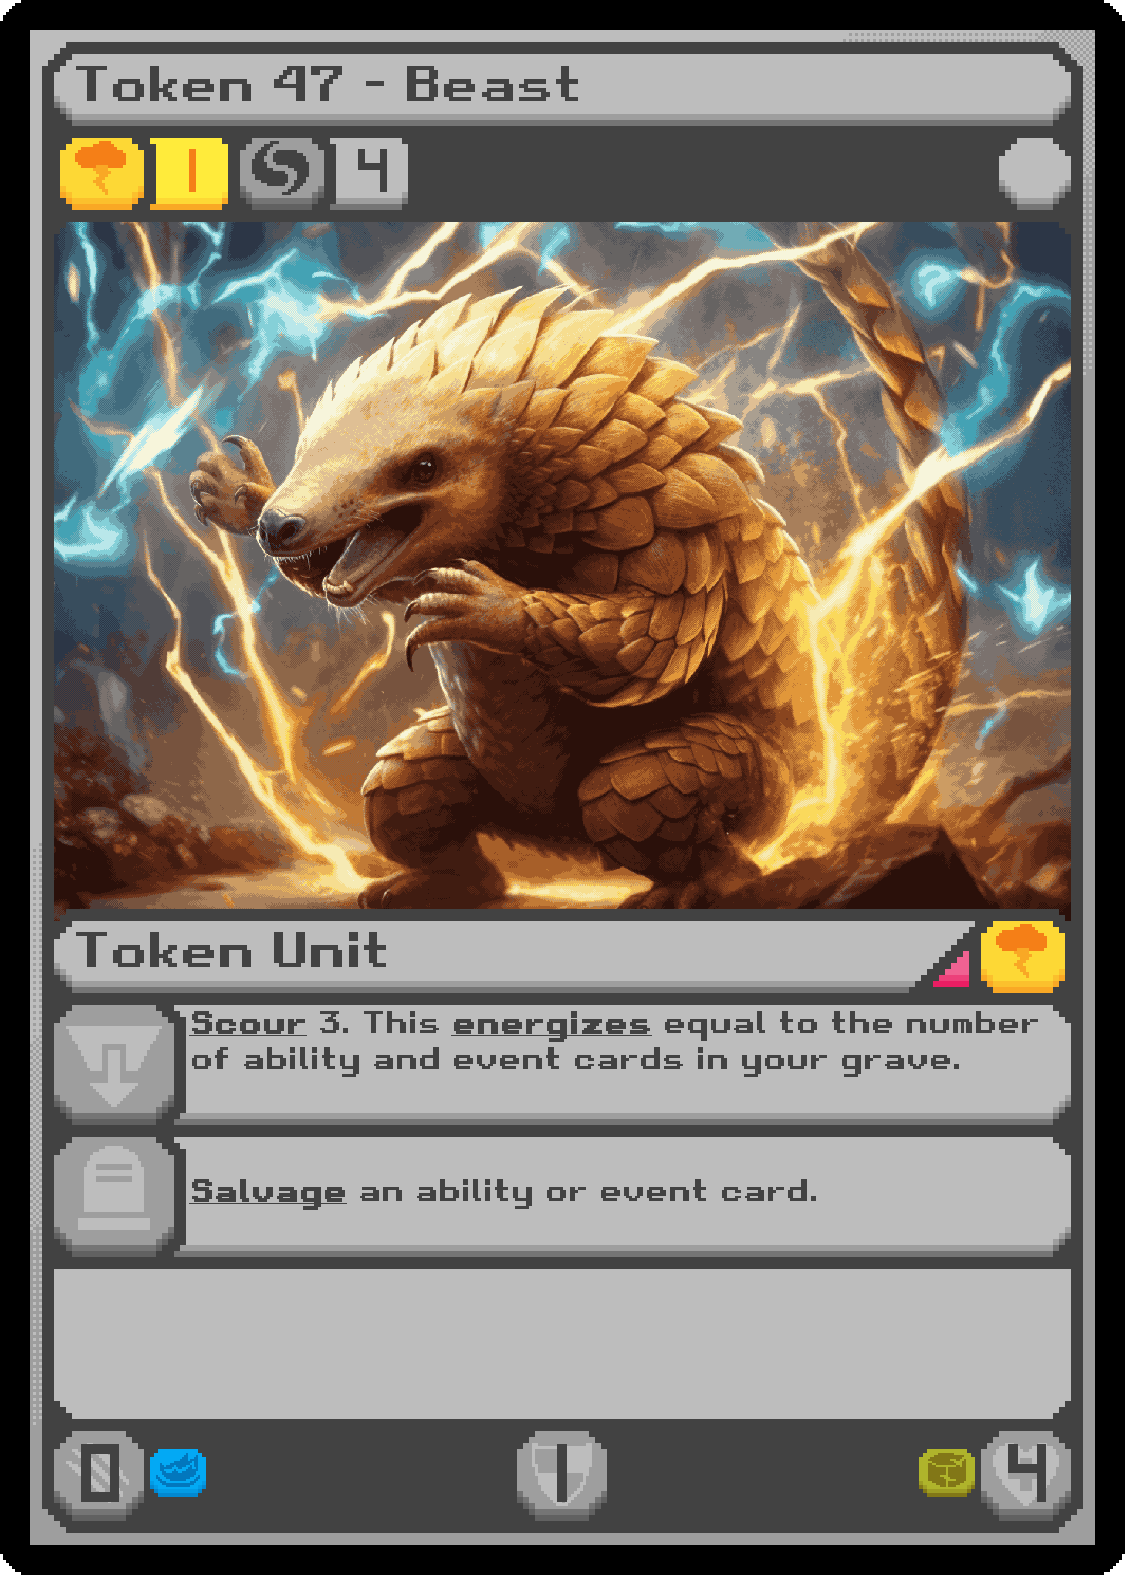 Token 47 - Beast
1 4
Token Unit
Scour 3. This energizes equal to the number
of ability and event cards in your grave.
Salvage an ability or event card.
0 1 4